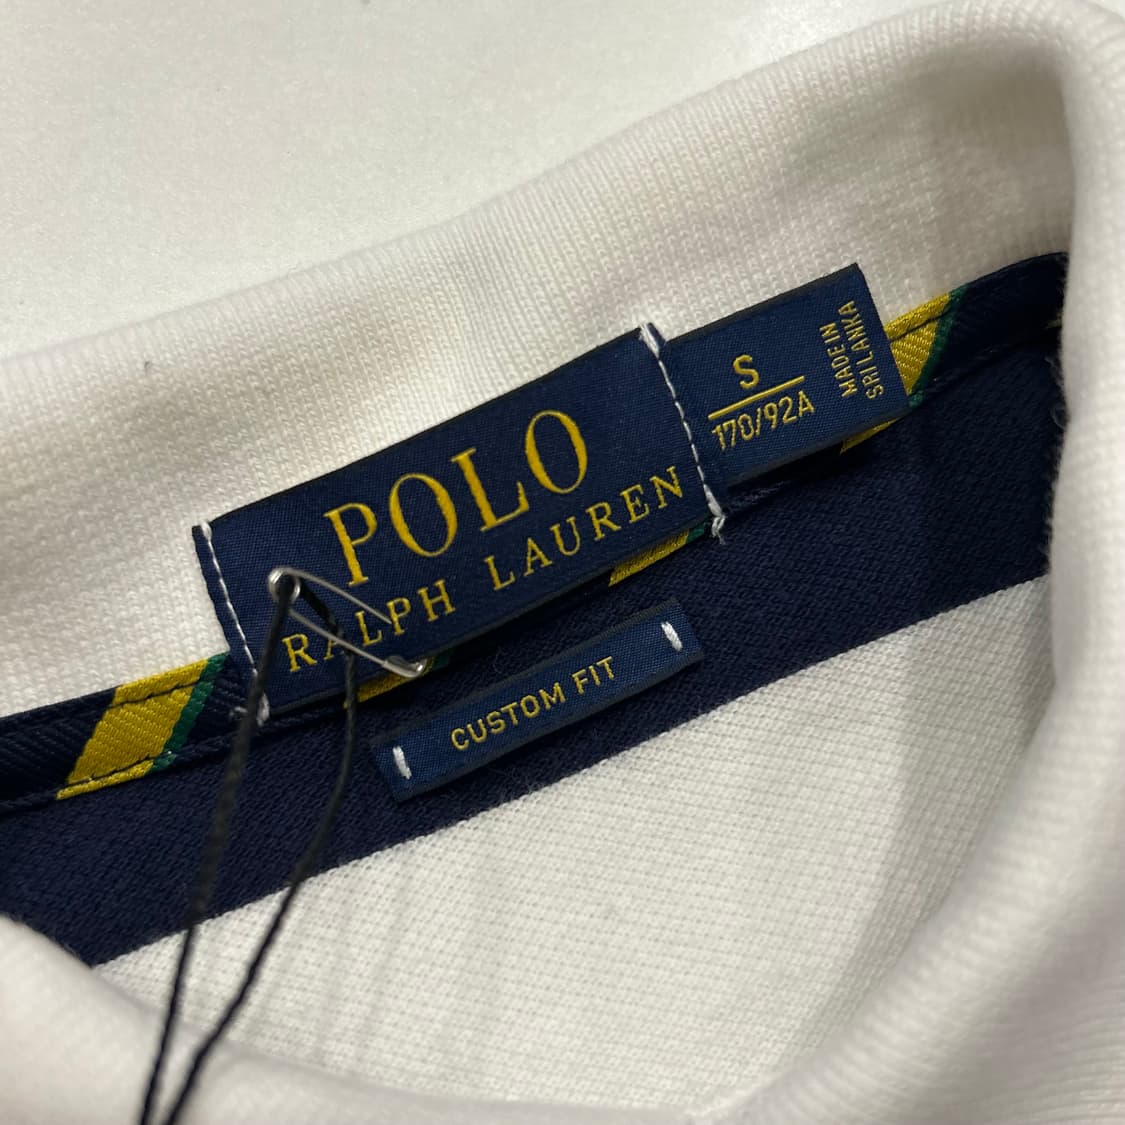 POLO
RALPH LAUREN
S
170/92A
MADE IN
SRI LANKA
CUSTOM FIT